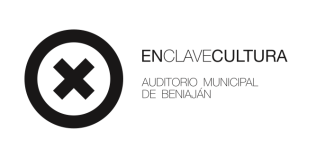 ENCLAVECULTURA
AUDITORIO MUNICIPAL
DE BENIAJÁN